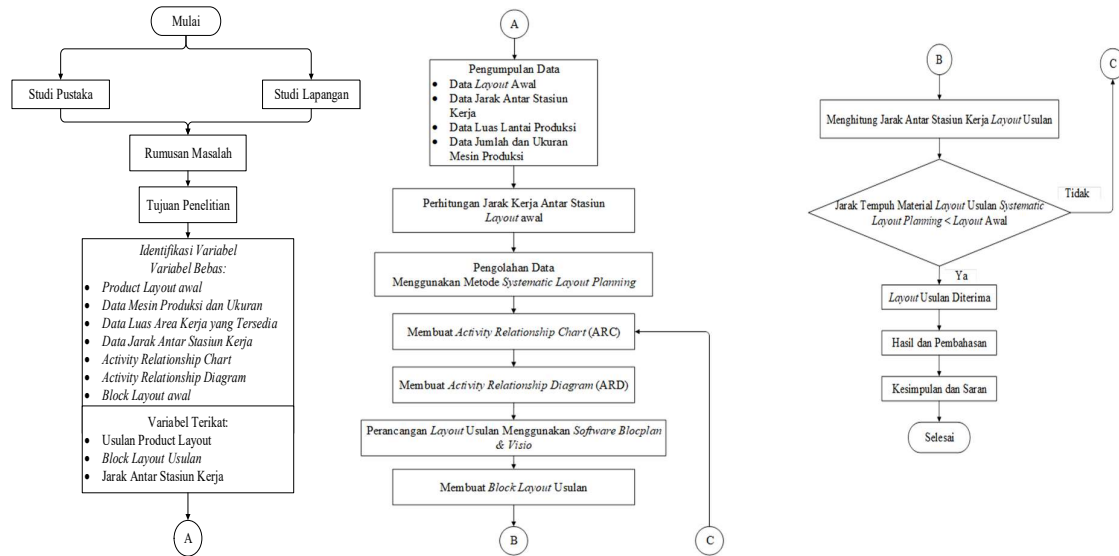 Mulai
Studi Pustaka
Studi Lapangan
Rumusan Masalah
Tujuan Penelitian
Identifikasi Variabel
Variabel Bebas:
• Product Layout awal
• Data Mesin Produksi dan Ukuran
• Data Luas Area Kerja yang Tersedia
• Data Jarak Antar Stasiun Kerja
• Activity Relationship Chart
• Activity Relationship Diagram
• Block Layout awal
Variabel Terikat:
• Usulan Product Layout
• Block Layout Usulan
• Jarak Antar Stasiun Kerja
A
A
Pengumpulan Data
• Data Layout Awal
• Data Jarak Antar Stasiun
Kerja
• Data Luas Lantai Produksi
• Data Jumlah dan Ukuran
Mesin Produksi
Perhitungan Jarak Kerja Antar Stasiun
Layout awal
Pengolahan Data
Menggunakan Metode Systematic Layout Planning
Membuat Activity Relationship Chart (ARC)
Membuat Activity Relationship Diagram (ARD)
Perancangan Layout Usulan Menggunakan Software Blocplan
& Visio
Membuat Block Layout Usulan
B
C
B
C
Menghitung Jarak Antar Stasiun Kerja Layout Usulan
Jarak Tempuh Material Layout Usulan Systematic
Layout Planning < Layout Awal
Tidak
Ya
Layout Usulan Diterima
Hasil dan Pembahasan
Kesimpulan dan Saran
Selesai